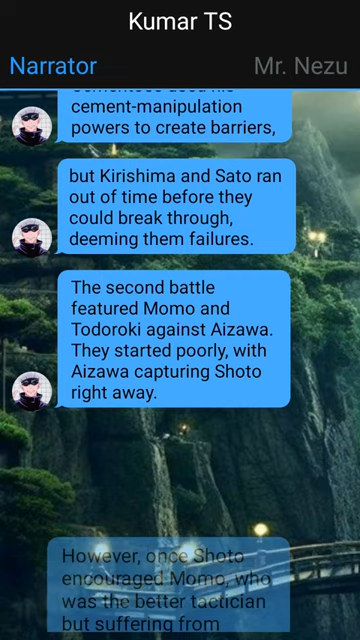 Kumar TS
Narrator
Mr. Nezu
cement-manipulation
powers to create barriers,
but Kirishima and Sato ran
out of time before they
could break through,
deeming them failures.
The second battle
featured Momo and
Todoroki against Aizawa.
They started poorly, with
Aizawa capturing Shoto
right away.
However, once Shoto
encouraged Momo, who
was the better tactician
but suffering from